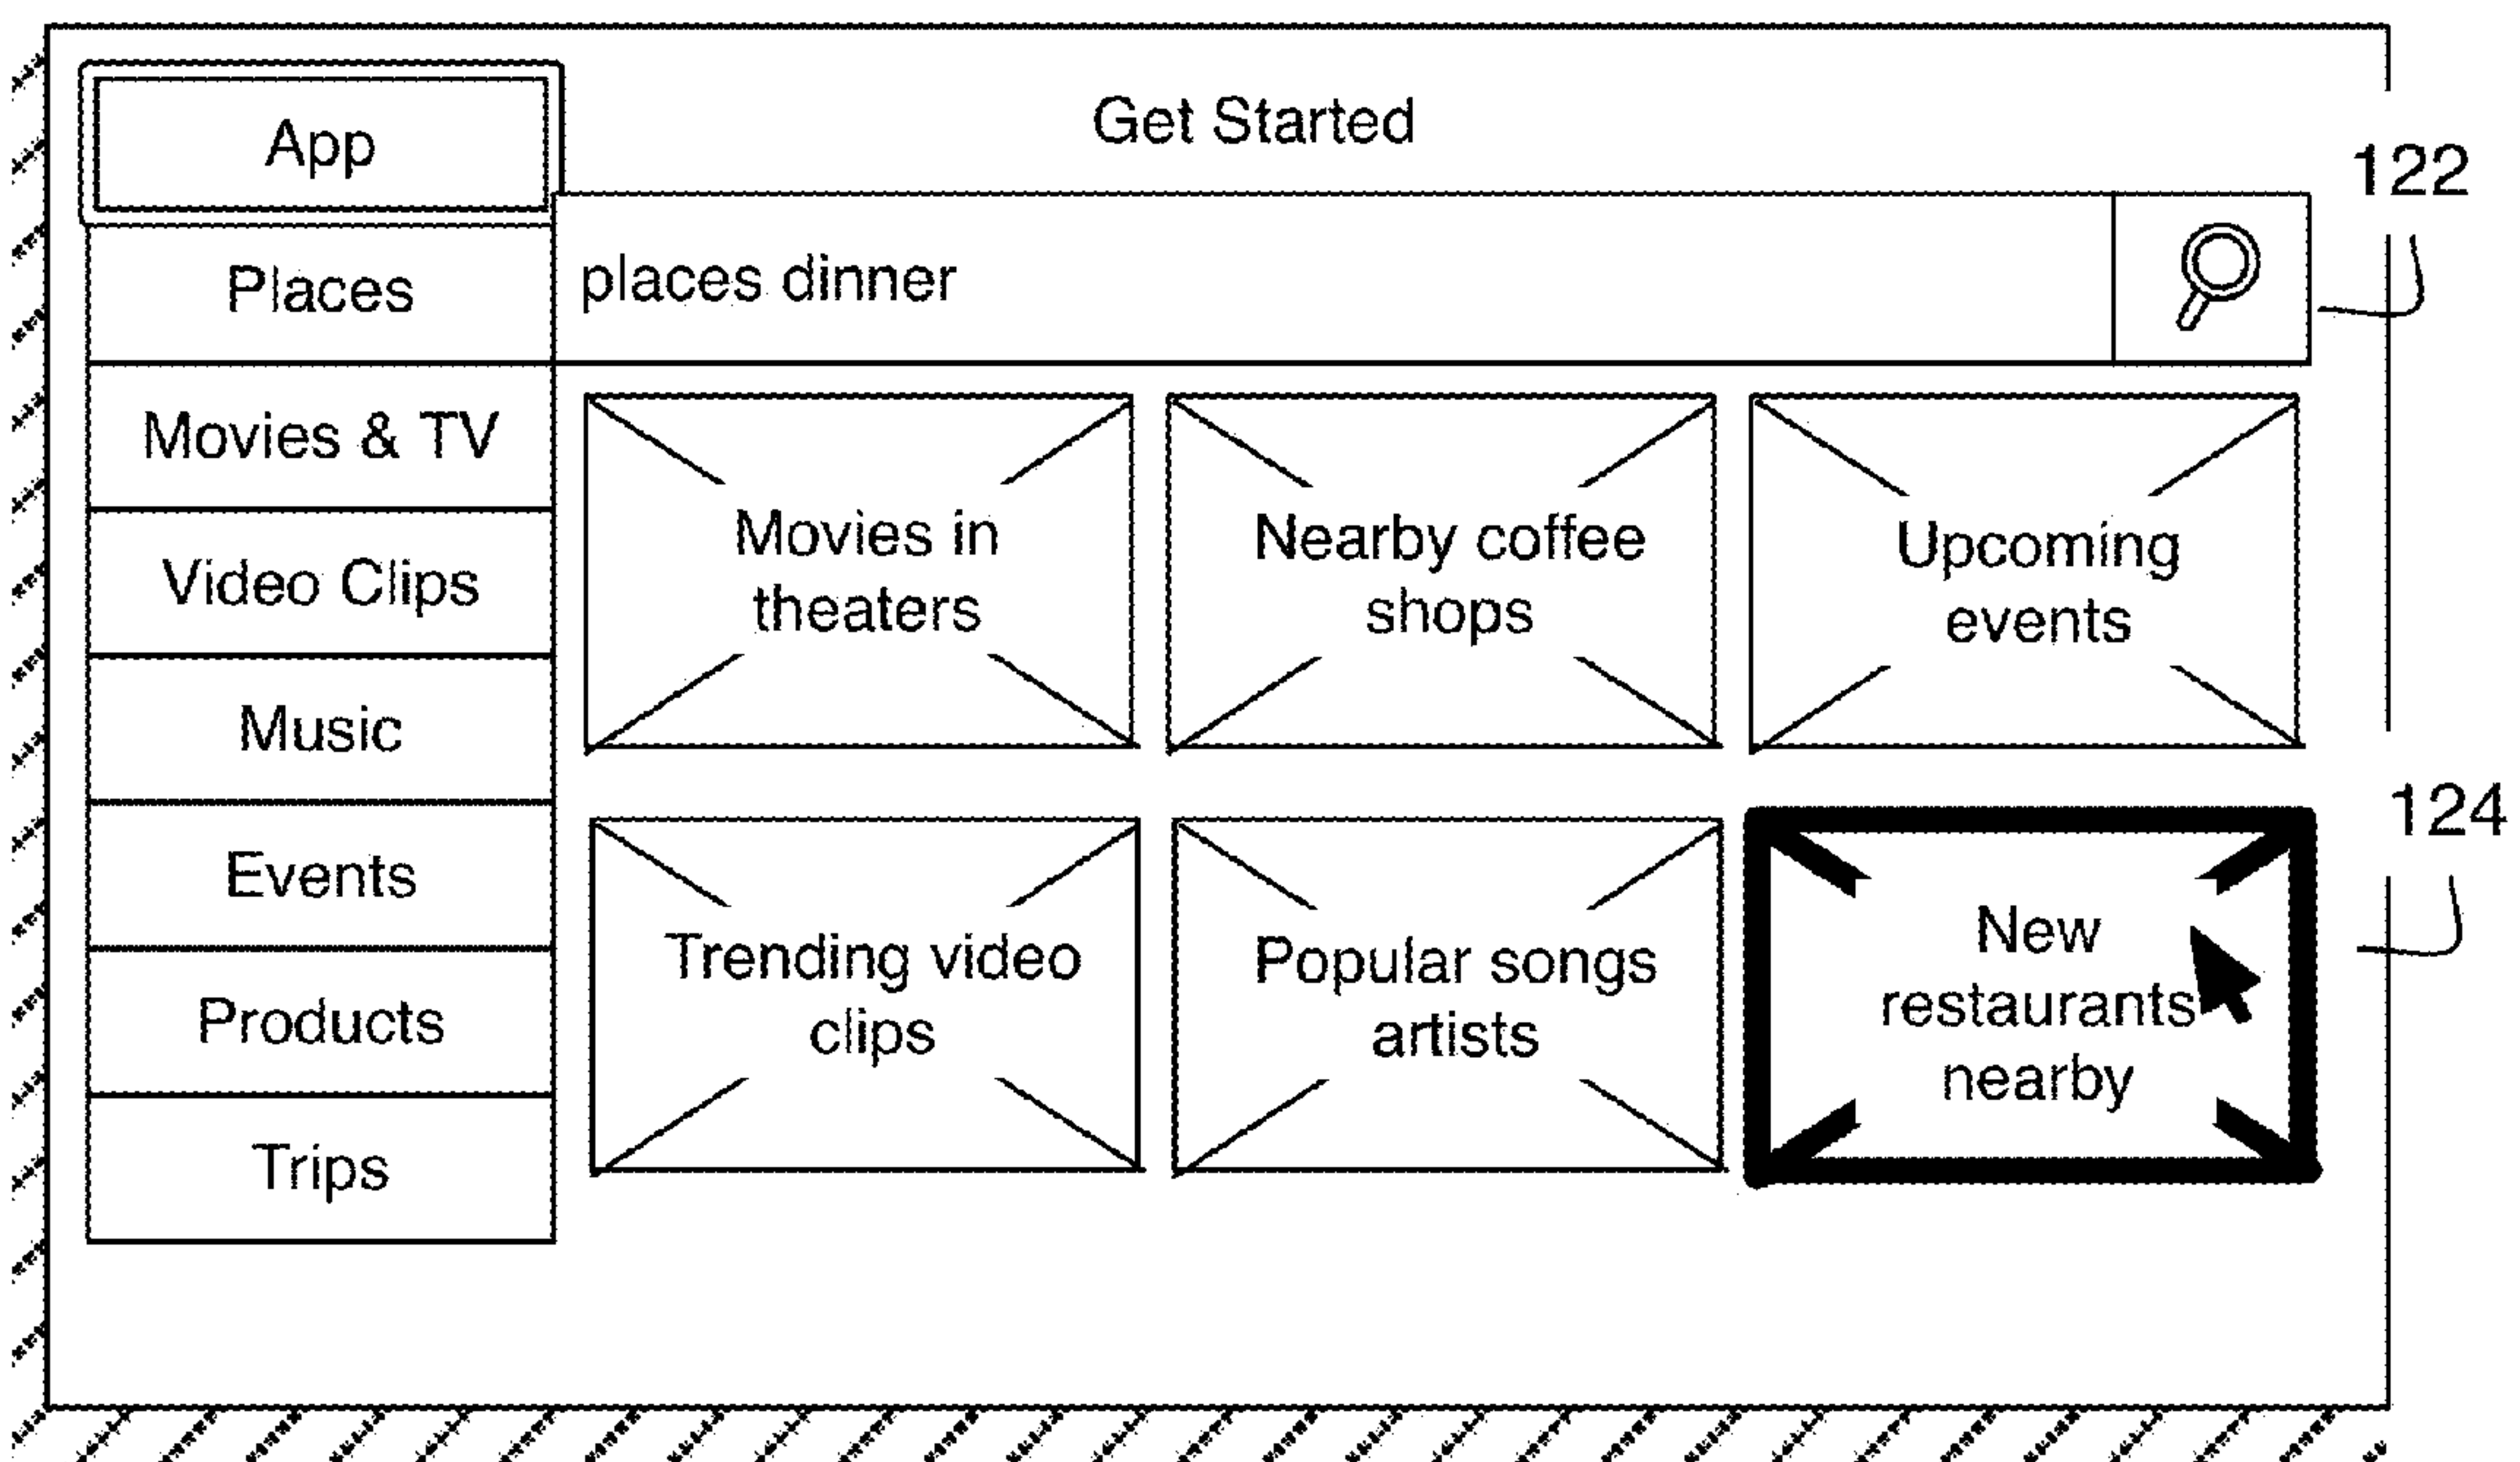 App
Get Started
122
Places
places dinner
Movies & TV
Video Clips
Music
Events
Products
Trips
Movies in
theaters
Nearby coffee
shops
Upcoming
events
124
Trending video
clips
Popular songs
artists
New
restaurants
nearby